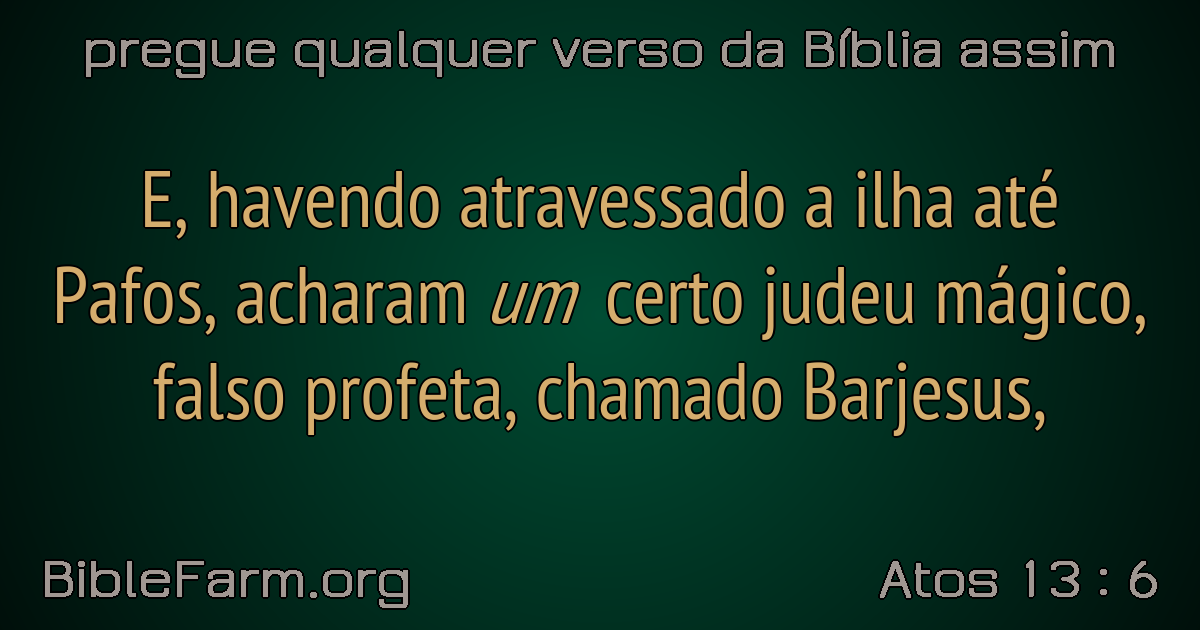 pregue qualquer verso da Bíblia assim
E, havendo atravessado a ilha até
Pafos, acharam um certo judeu mágico,
falso profeta, chamado Barjesus,
BibleFarm.org
Atos 13 : 6